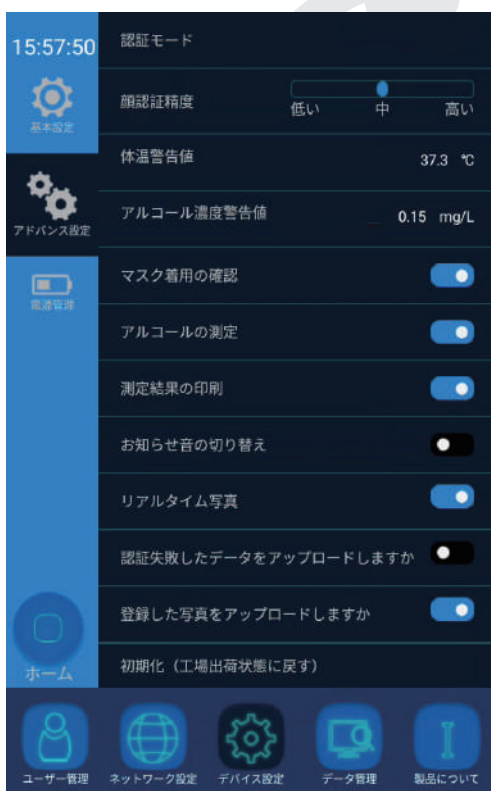 15:57:50
基本設定
アドバンス設定
電源管理
ホーム
認証モード
顔認証精度
低い 中 高い
体温警告値 37.3 ℃
アルコール濃度警告値 0.15 mg/L
マスク着用の確認
アルコールの測定
測定結果の印刷
お知らせ音の切り替え
リアルタイム写真
認証失敗したデータをアップロードしますか
登録した写真をアップロードしますか
初期化（工場出荷状態に戻す）
ユーザー管理 ネットワーク設定 デバイス設定 データ管理 製品について